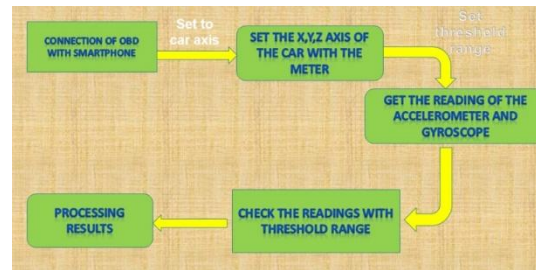 CONNECTION OF OBD
WITH SMARTPHONE
Set to
car axis
SET THE X,Y,Z AXIS OF
THE CAR WITH THE
METER
Set
threshold
range
GET THE READING OF THE
ACCELEROMETER AND
GYROSCOPE
CHECK THE READINGS WITH
THRESHOLD RANGE
PROCESSING
RESULTS